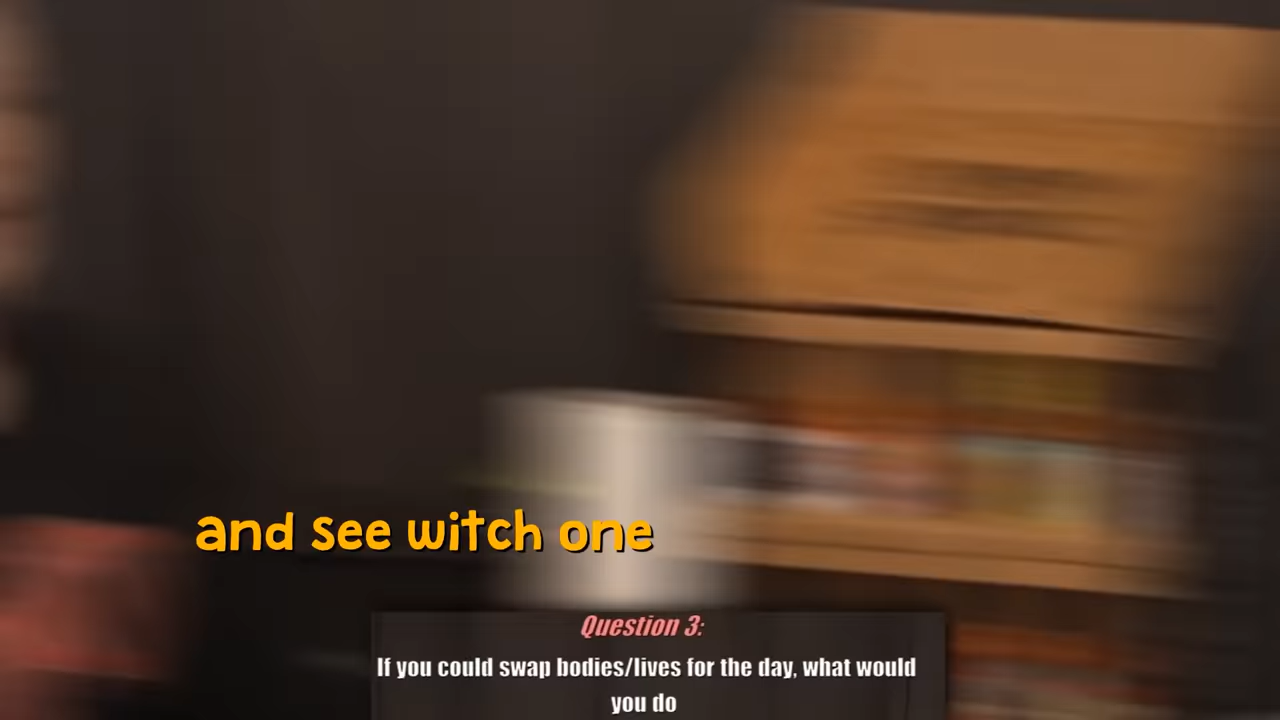 and see witch one
Question 3:
If you could swap bodies/lives for the day, what would
you do